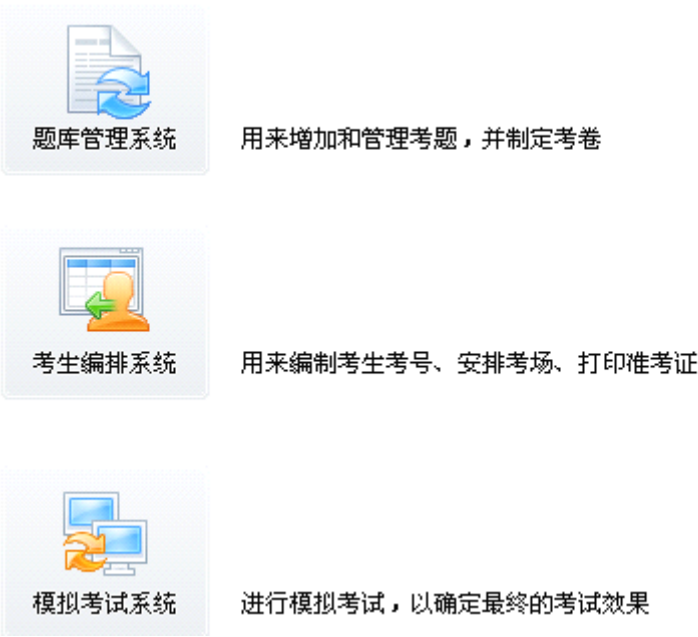 题库管理系统 用来增加和管理考题，并制定考卷
考生编排系统 用来编制考生考号、安排考场、打印准考证
模拟考试系统 进行模拟考试，以确定最终的考试效果